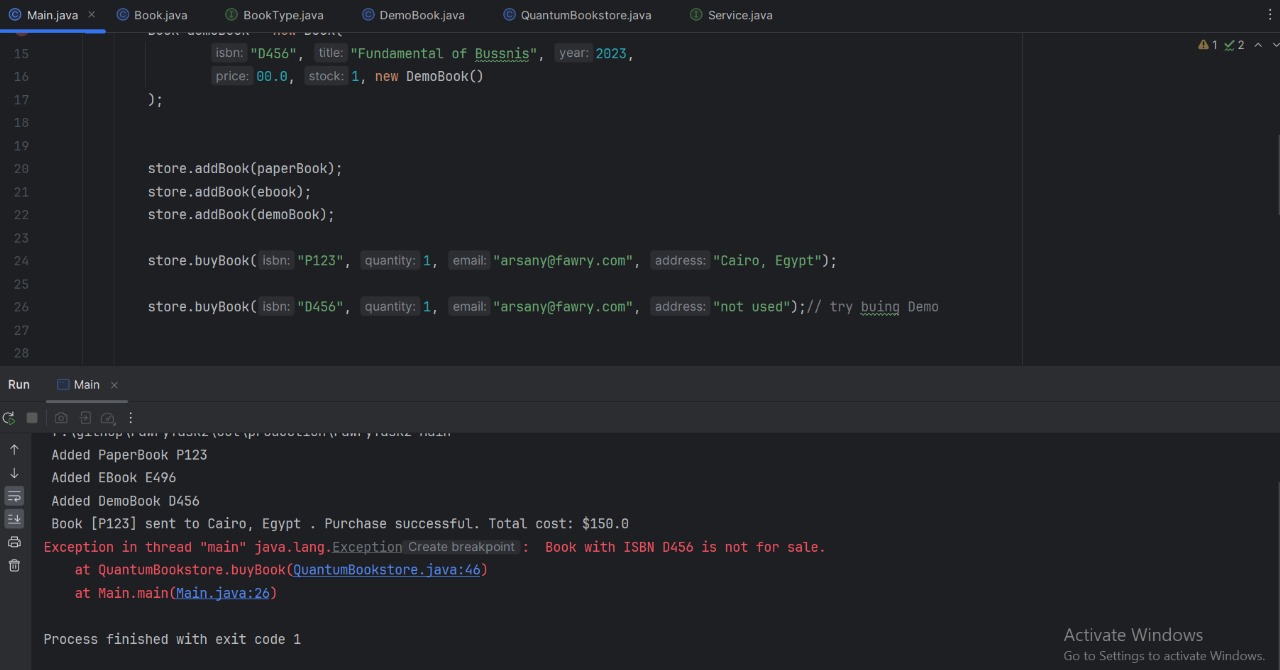 Main.java × Book.java BookType.java DemoBook.java QuantumBookstore.java Service.java
1 2
15 isbn: "D456", title: "Fundamental of Bussnis", year: 2023,
16 price: 00.0, stock: 1, new DemoBook()
17 );
18
19
20 store.addBook(paperBook);
21 store.addBook(ebook);
22 store.addBook(demoBook);
23
24 store.buyBook( isbn: "P123", quantity: 1, email: "arsany@fawry.com", address: "Cairo, Egypt");
25
26 store.buyBook( isbn: "D456", quantity: 1, email: "arsany@fawry.com", address: "not used");// try buing Demo
27
28
Run Main ×
Added PaperBook P123
Added EBook E496
Added DemoBook D456
Book [P123] sent to Cairo, Egypt . Purchase successful. Total cost: $150.0
Exception in thread "main" java.lang.Exception Create breakpoint : Book with ISBN D456 is not for sale.
at QuantumBookstore.buyBook(QuantumBookstore.java:46)
at Main.main(Main.java:26)
Process finished with exit code 1
Activate Windows
Go to Settings to activate Windows.